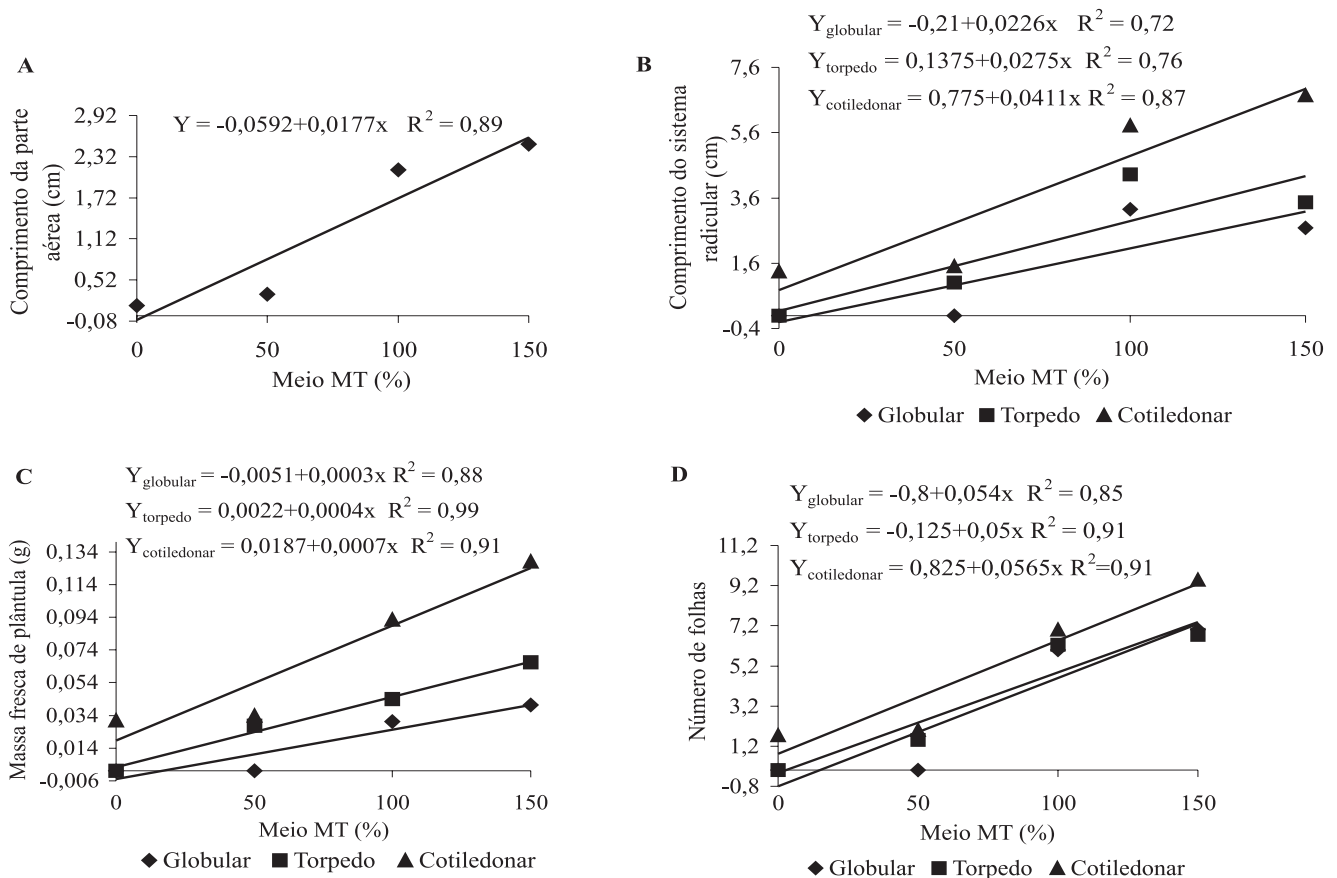 A
Y = -0,0592+0,0177x R² = 0,89
Comprimento da parte
aérea (cm)
2,92
2,32
1,72
1,12
0,52
-0,08
0 50 100 150
Meio MT (%)
B
Y_globular = -0,21+0,0226x R² = 0,72
Y_torpedo = 0,1375+0,0275x R² = 0,76
Y_cotiledonar = 0,775+0,0411x R² = 0,87
Comprimento do sistema
radicular (cm)
7,6
5,6
3,6
1,6
-0,4
0 50 100 150
Meio MT (%)
Globular Torpedo Cotiledonar
C
Y_globular = -0,0051+0,0003x R² = 0,88
Y_torpedo = 0,0022+0,0004x R² = 0,99
Y_cotiledonar = 0,0187+0,0007x R² = 0,91
Massa fresca de plântula (g)
0,134
0,114
0,094
0,074
0,054
0,034
0,014
-0,006
0 50 100 150
Meio MT (%)
Globular Torpedo Cotiledonar
D
Y_globular = -0,8+0,054x R² = 0,85
Y_torpedo = -0,125+0,05x R² = 0,91
Y_cotiledonar = 0,825+0,0565x R²=0,91
Número de folhas
11,2
9,2
7,2
5,2
3,2
1,2
-0,8
0 50 100 150
Meio MT (%)
Globular Torpedo Cotiledonar